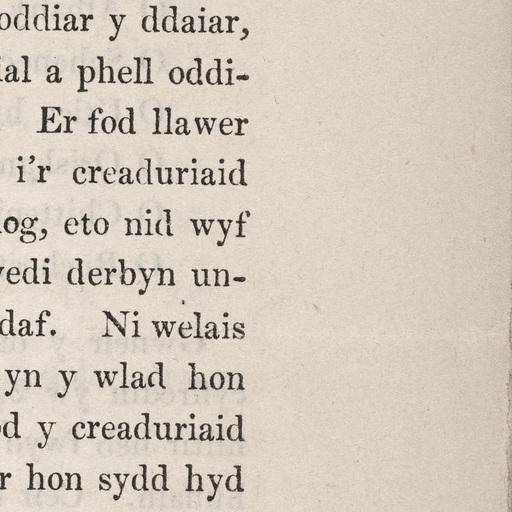 oddiar y ddaiar,
al a phell oddi-
Er fod llawer
i'r creaduriaid
og, eto nid wyf
edi derbyn un-
daf. Ni welais
yn y wlad hon
d y creaduriaid
r hon sydd hyd